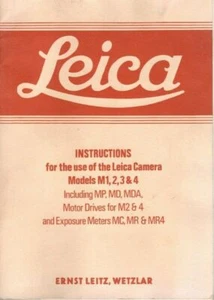 Leica
INSTRUCTIONS
for the use of the Leica Camera
Models M1,2,3 & 4
Including MP, MD, MDA,
Motor Drives for M2 & 4
and Exposure Meters MC, MR & MR4
ERNST LEITZ, WETZLAR